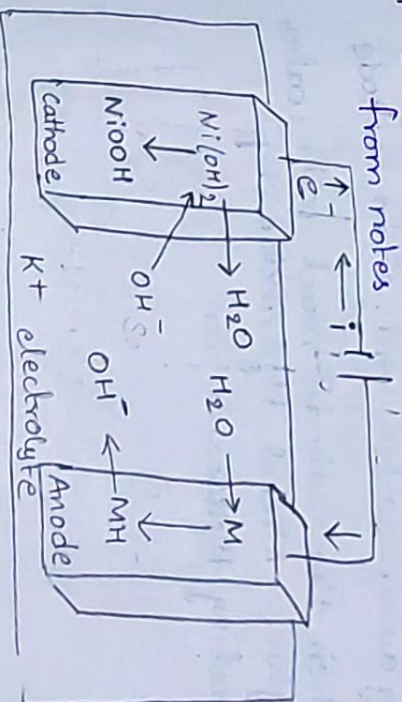 from notes
e⁻
i
Ni(OH)₂
NiOOH
Cathode
H₂O
OH⁻
H₂O
OH⁻
M
MH
Anode
K+ electrolyte